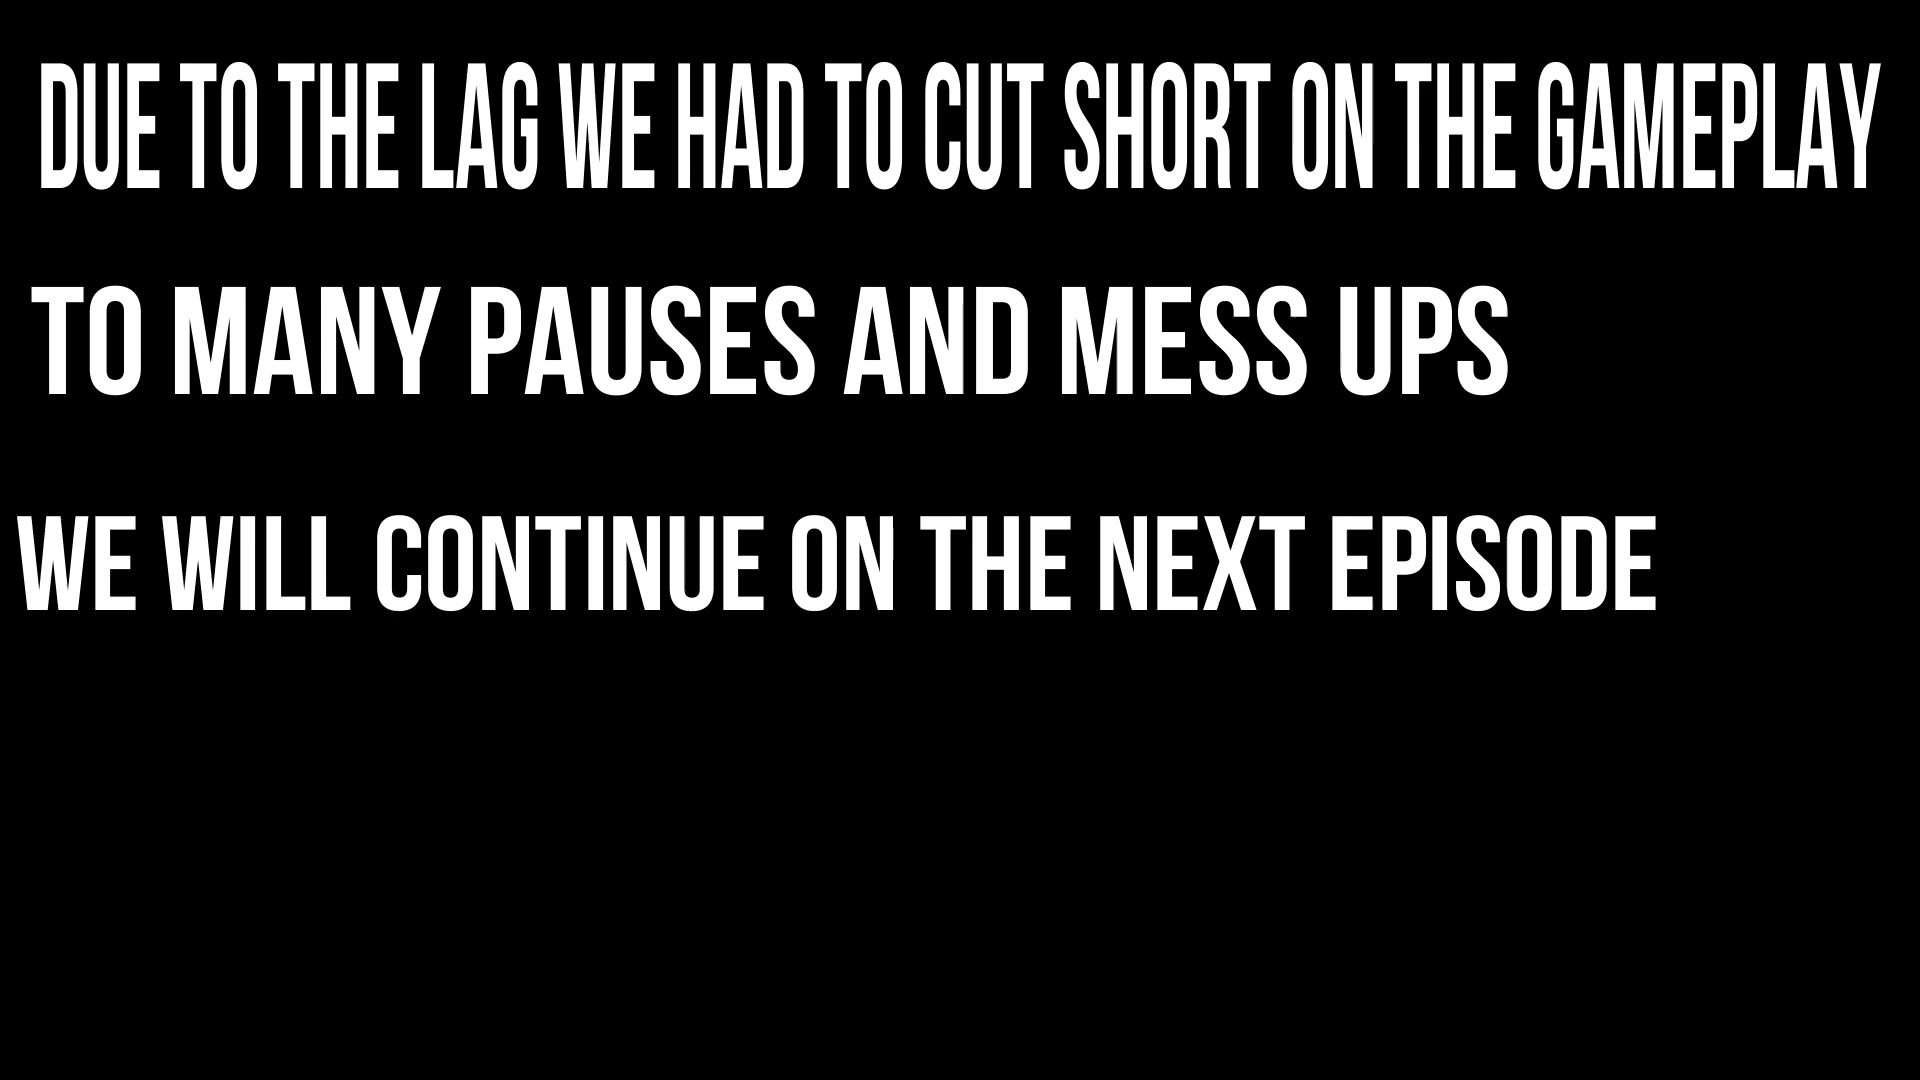 DUE TO THE LAG WE HAD TO CUT SHORT ON THE GAMEPLAY
TO MANY PAUSES AND MESS UPS
WE WILL CONTINUE ON THE NEXT EPISODE